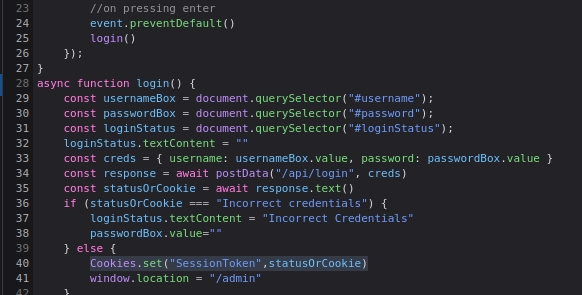 23 //on pressing enter
24 event.preventDefault()
25 login()
26 });
27 }
28 async function login() {
29 const usernameBox = document.querySelector("#username");
30 const passwordBox = document.querySelector("#password");
31 const loginStatus = document.querySelector("#loginStatus");
32 loginStatus.textContent = ""
33 const creds = { username: usernameBox.value, password: passwordBox.value }
34 const response = await postData("/api/login", creds)
35 const statusOrCookie = await response.text()
36 if (statusOrCookie === "Incorrect credentials") {
37 loginStatus.textContent = "Incorrect Credentials"
38 passwordBox.value=""
39 } else {
40 Cookies.set("SessionToken",statusOrCookie)
41 window.location = "/admin"
42 }